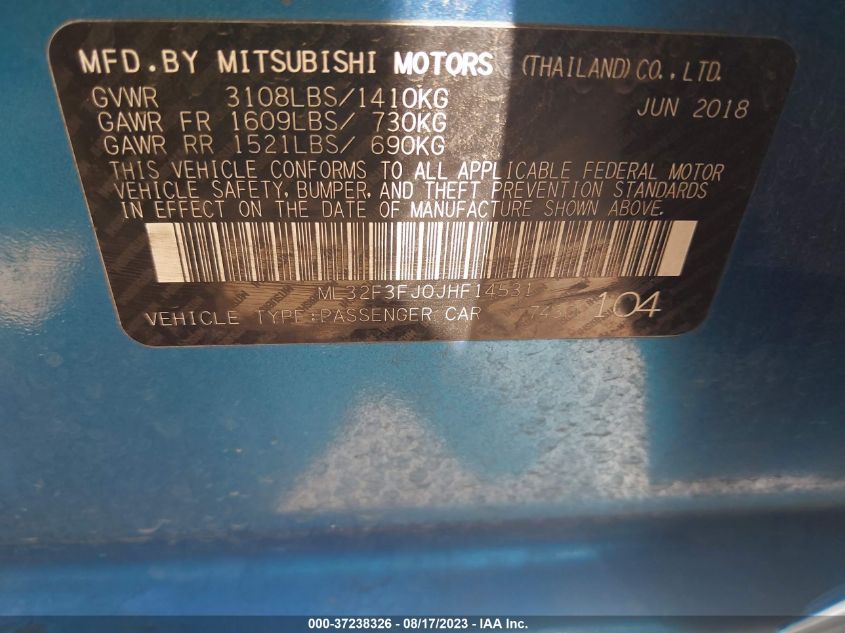 MFD.BY MITSUBISHI MOTORS (THAILAND)CO.,LTD.
GVWR 3108LBS/1410KG JUN 2018
GAWR FR 1609LBS/ 730KG
GAWR RR 1521LBS/ 690KG
THIS VEHICLE CONFORMS TO ALL APPLICABLE FEDERAL MOTOR
VEHICLE SAFETY, BUMPER, AND THEFT PREVENTION STANDARDS
IN EFFECT ON THE DATE OF MANUFACTURE SHOWN ABOVE.
ML32F3FJ0JHF14531
VEHICLE TYPE:PASSENGER CAR 104
000-37238326 - 08/17/2023 - IAA Inc.